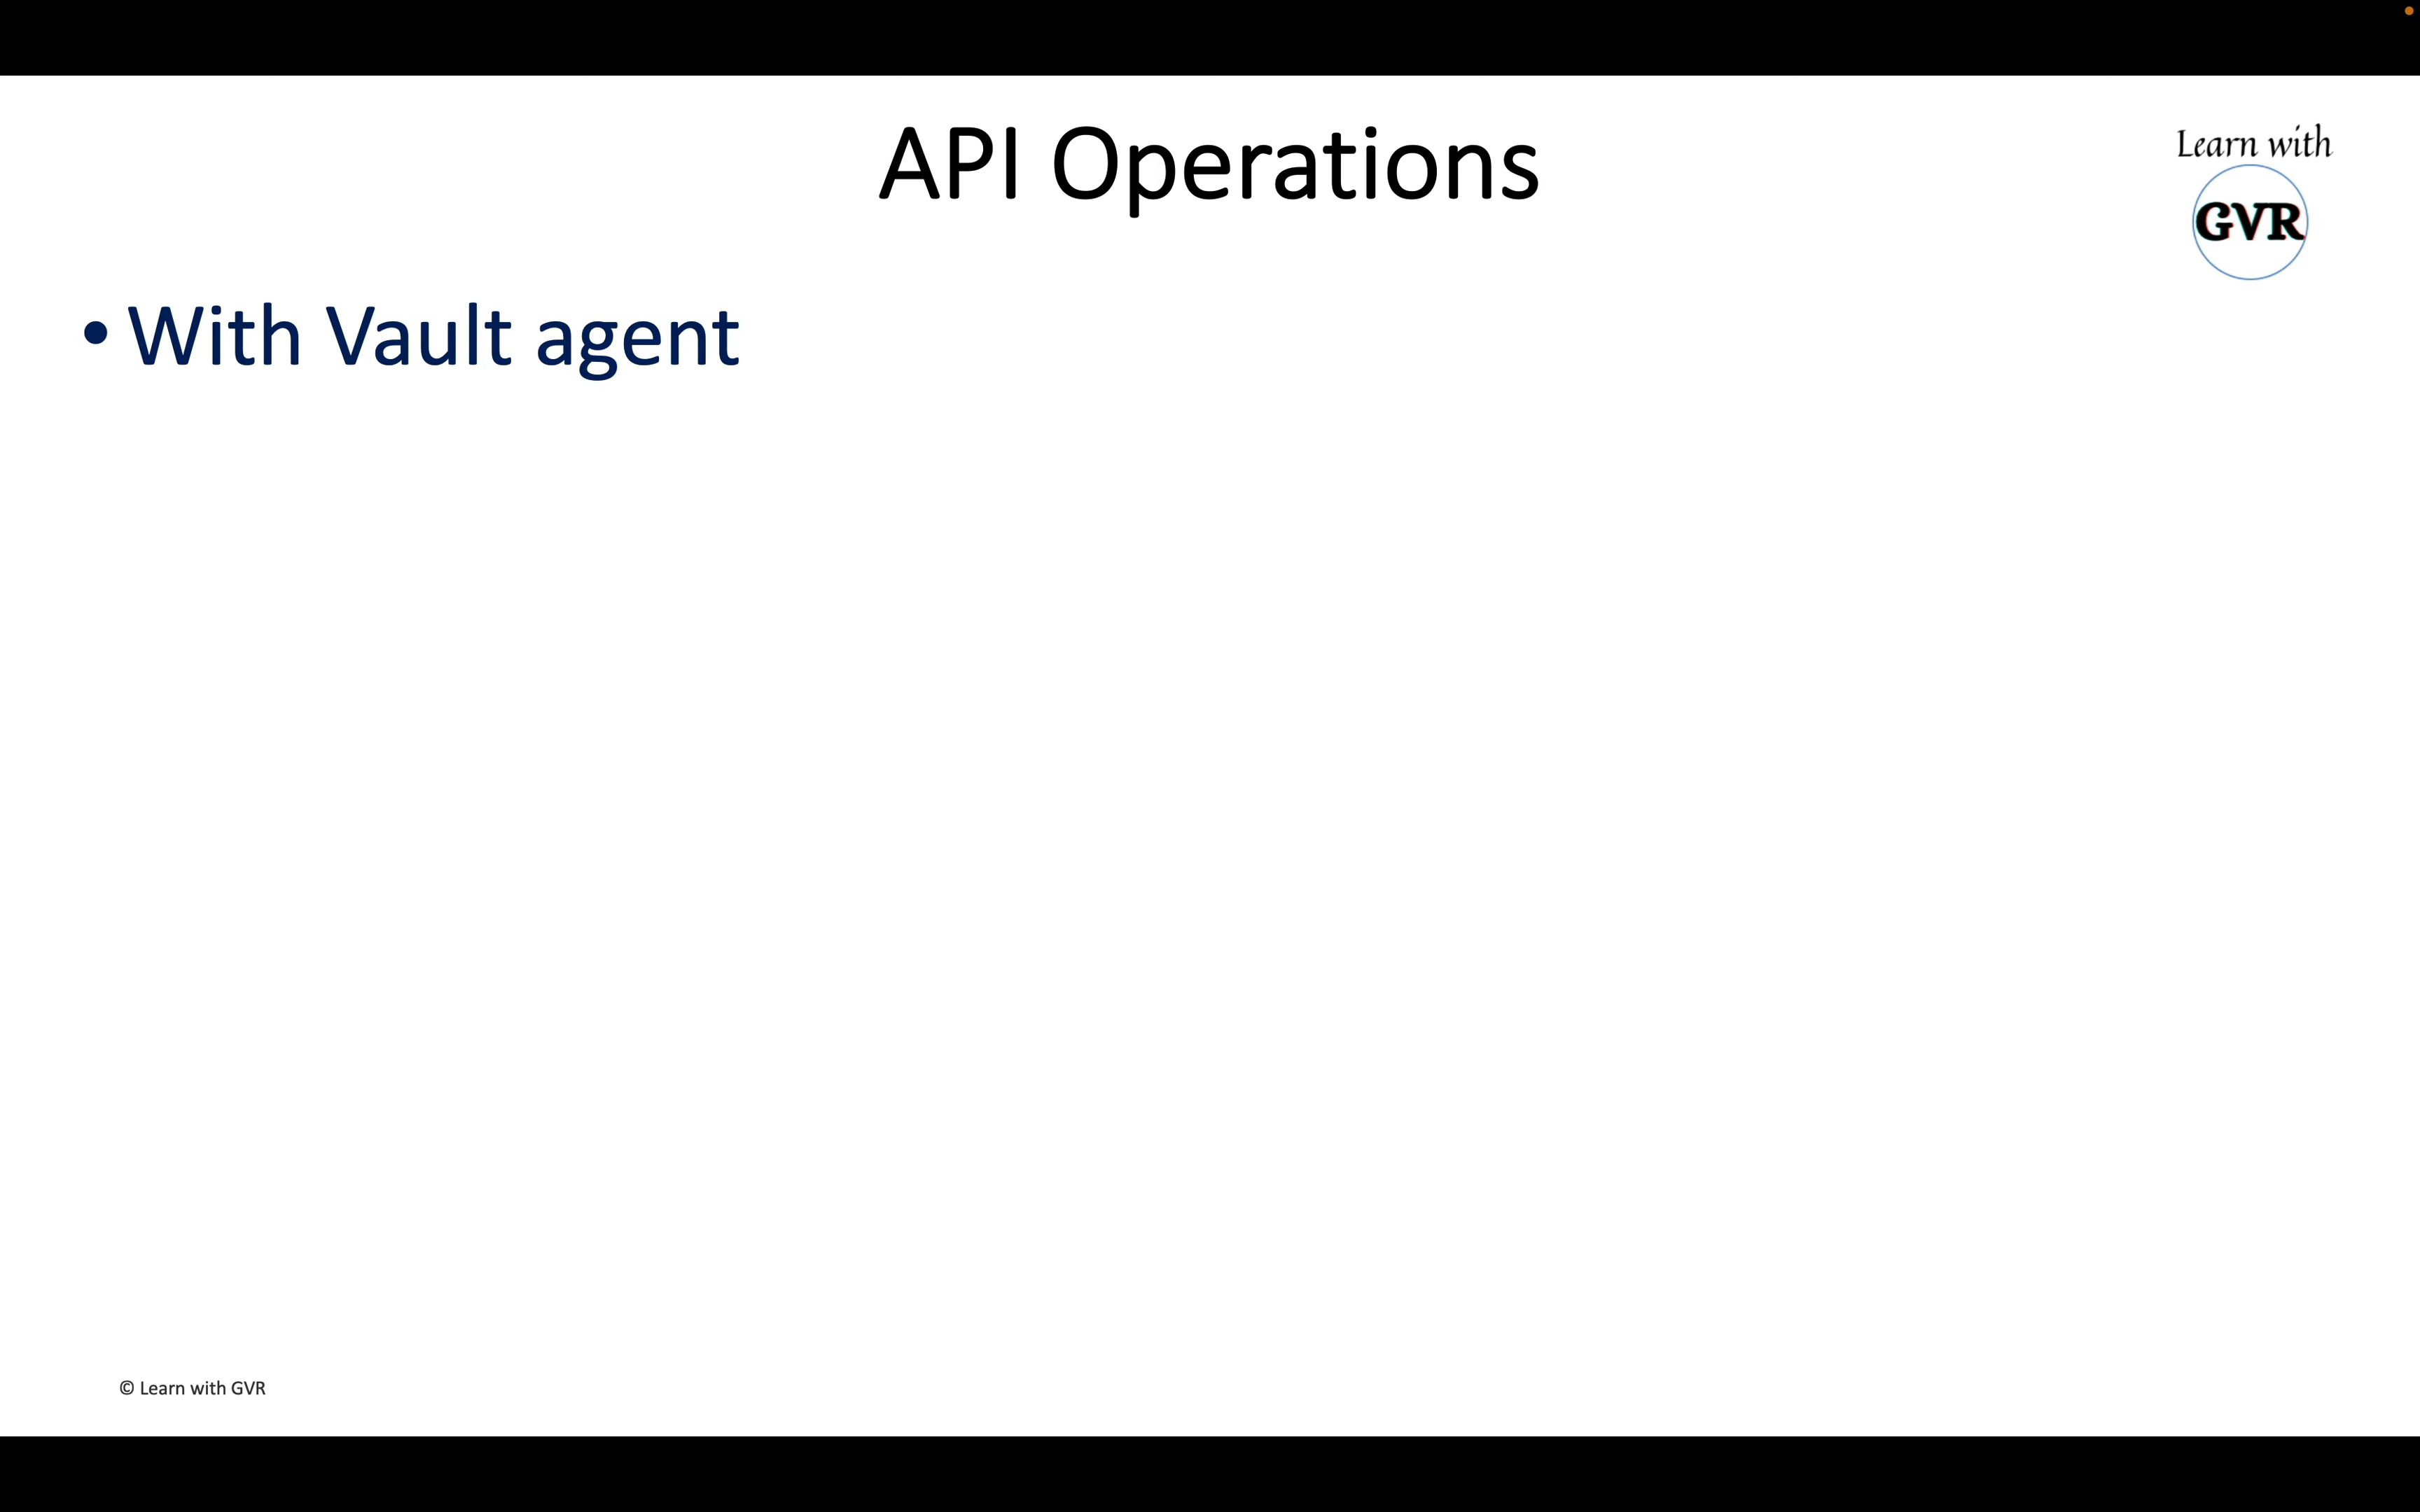 API Operations
Learn with
GVR
• With Vault agent
© Learn with GVR